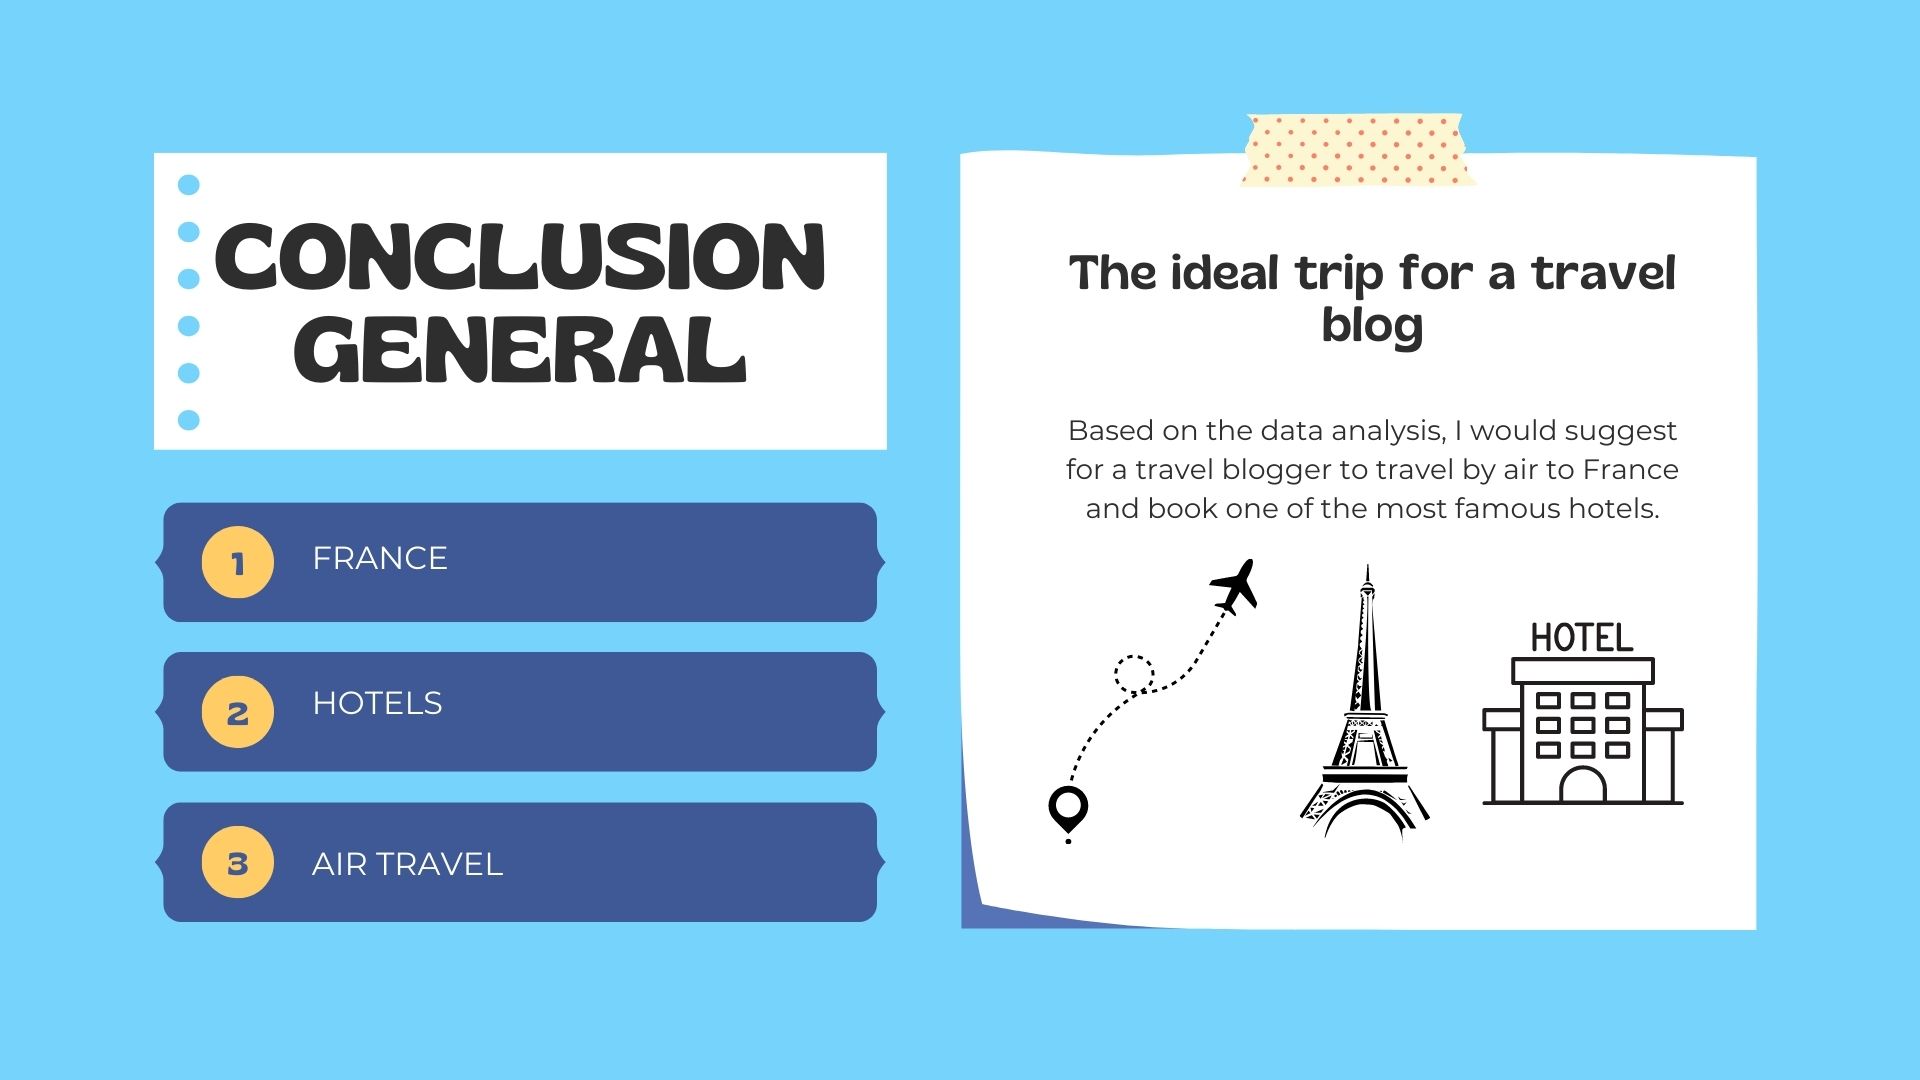 CONCLUSION
GENERAL
1 FRANCE
2 HOTELS
3 AIR TRAVEL
The ideal trip for a travel
blog
Based on the data analysis, I would suggest
for a travel blogger to travel by air to France
and book one of the most famous hotels.
HOTEL